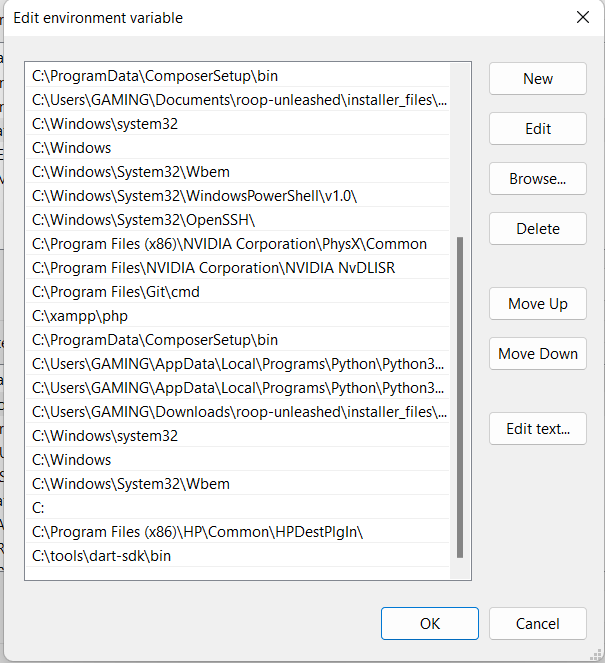 Edit environment variable
C:\ProgramData\ComposerSetup\bin
C:\Users\GAMING\Documents\roop-unleashed\installer_files\...
C:\Windows\system32
C:\Windows
C:\Windows\System32\Wbem
C:\Windows\System32\WindowsPowerShell\v1.0\
C:\Windows\System32\OpenSSH\
C:\Program Files (x86)\NVIDIA Corporation\PhysX\Common
C:\Program Files\NVIDIA Corporation\NVIDIA NvDLISR
C:\Program Files\Git\cmd
C:\xampp\php
C:\ProgramData\ComposerSetup\bin
C:\Users\GAMING\AppData\Local\Programs\Python\Python3...
C:\Users\GAMING\AppData\Local\Programs\Python\Python3...
C:\Users\GAMING\Downloads\roop-unleashed\installer_files\...
C:\Windows\system32
C:\Windows
C:\Windows\System32\Wbem
C:
C:\Program Files (x86)\HP\Common\HPDestPlgIn\
C:\tools\dart-sdk\bin
New
Edit
Browse...
Delete
Move Up
Move Down
Edit text...
OK
Cancel